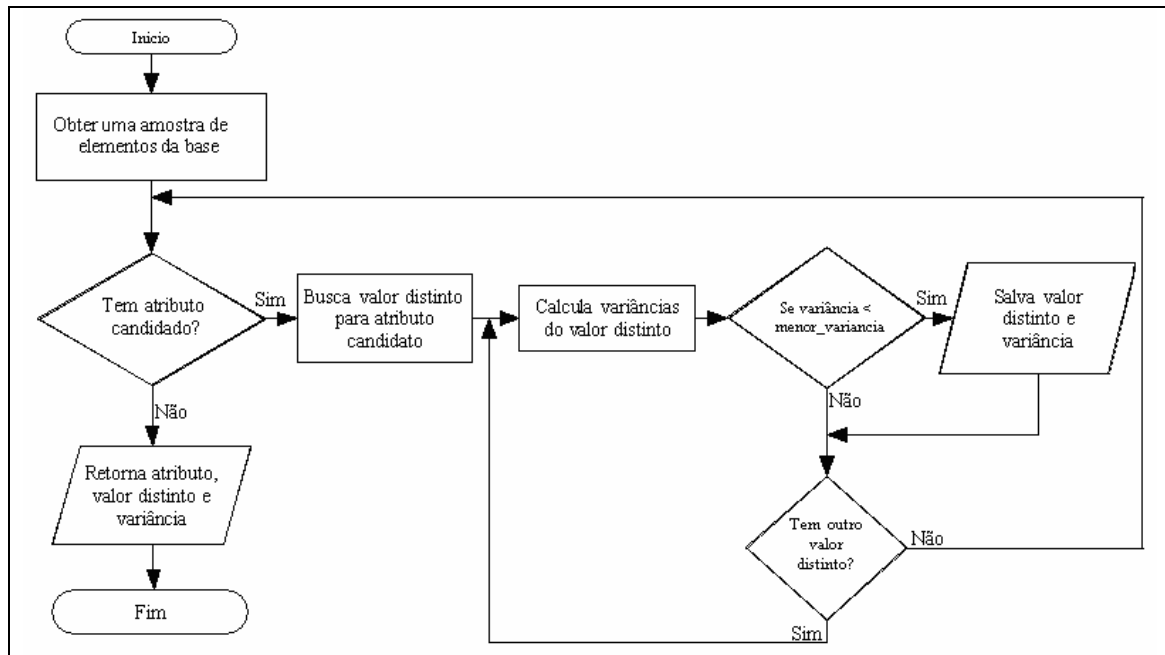 Inicio
Obter uma amostra de
elementos da base
Tem atributo
candidado?
Sim
Busca valor distinto
para atributo
candidato
Calcula variâncias
do valor distinto
Se variância <
menor_variancia
Sim
Salva valor
distinto e
variância
Não
Não
Retorna atributo,
valor distinto e
variância
Tem outro
valor
distinto?
Não
Sim
Fim